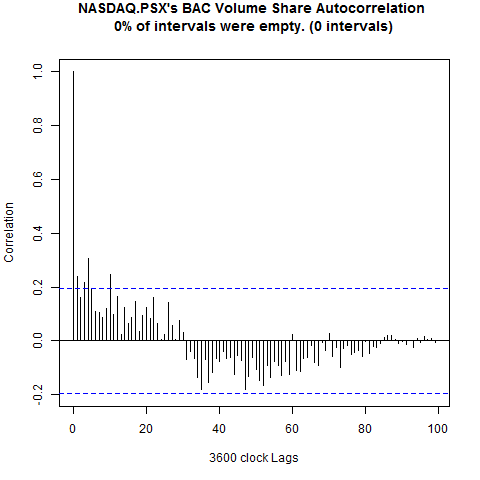 NASDAQ.PSX's BAC Volume Share Autocorrelation
0% of intervals were empty. (0 intervals)
1.0
0.8
0.6
0.4
0.2
0.0
-0.2
Correlation
0 20 40 60 80 100
3600 clock Lags